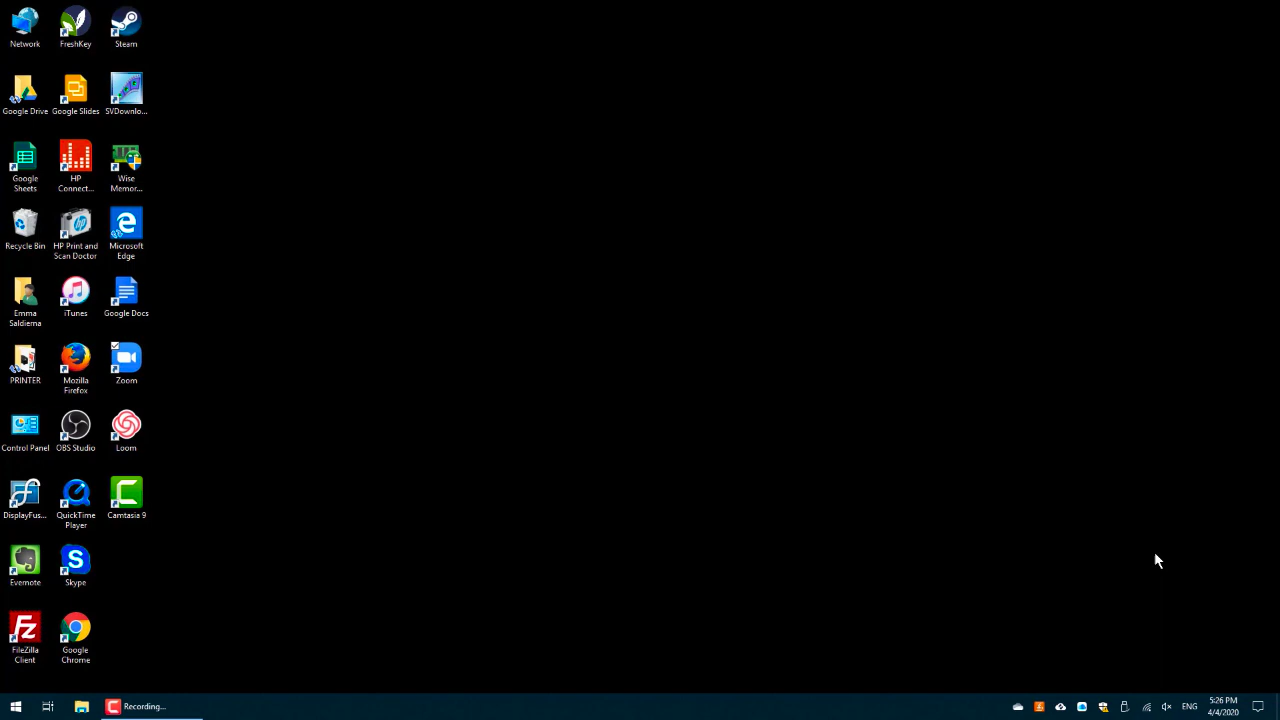 Network
FreshKey
Steam
Google Drive
Google Slides
SVDownlo...
Google
Sheets
HP
Connect...
Wise
Memor...
Recycle Bin
HP Print and
Scan Doctor
Microsoft
Edge
Emma
Saldierna
iTunes
Google Docs
PRINTER
Mozilla
Firefox
Zoom
Control Panel
OBS Studio
Loom
DisplayFus...
QuickTime
Player
Camtasia 9
Evernote
Skype
FileZilla
Client
Google
Chrome
Recording...
ENG
5:26 PM
4/4/2020